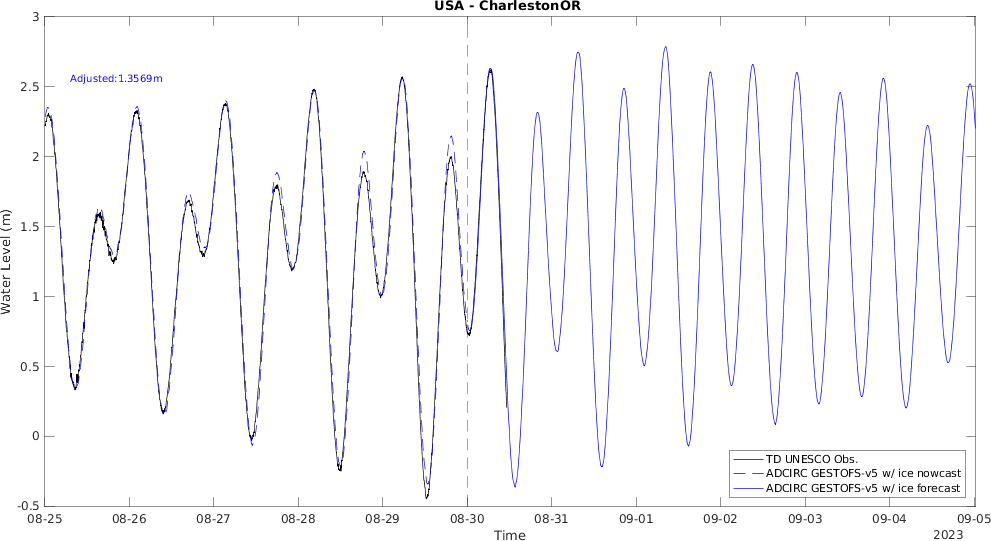 USA - CharlestonOR
3
Adjusted:1.3569m
2.5
2
1.5
Water Level (m)
1
0.5
0
TD UNESCO Obs.
ADCIRC GESTOFS-v5 w/ ice nowcast
ADCIRC GESTOFS-v5 w/ ice forecast
-0.5
08-25 08-26 08-27 08-28 08-29 08-30 08-31 09-01 09-02 09-03 09-04 09-05
Time
2023